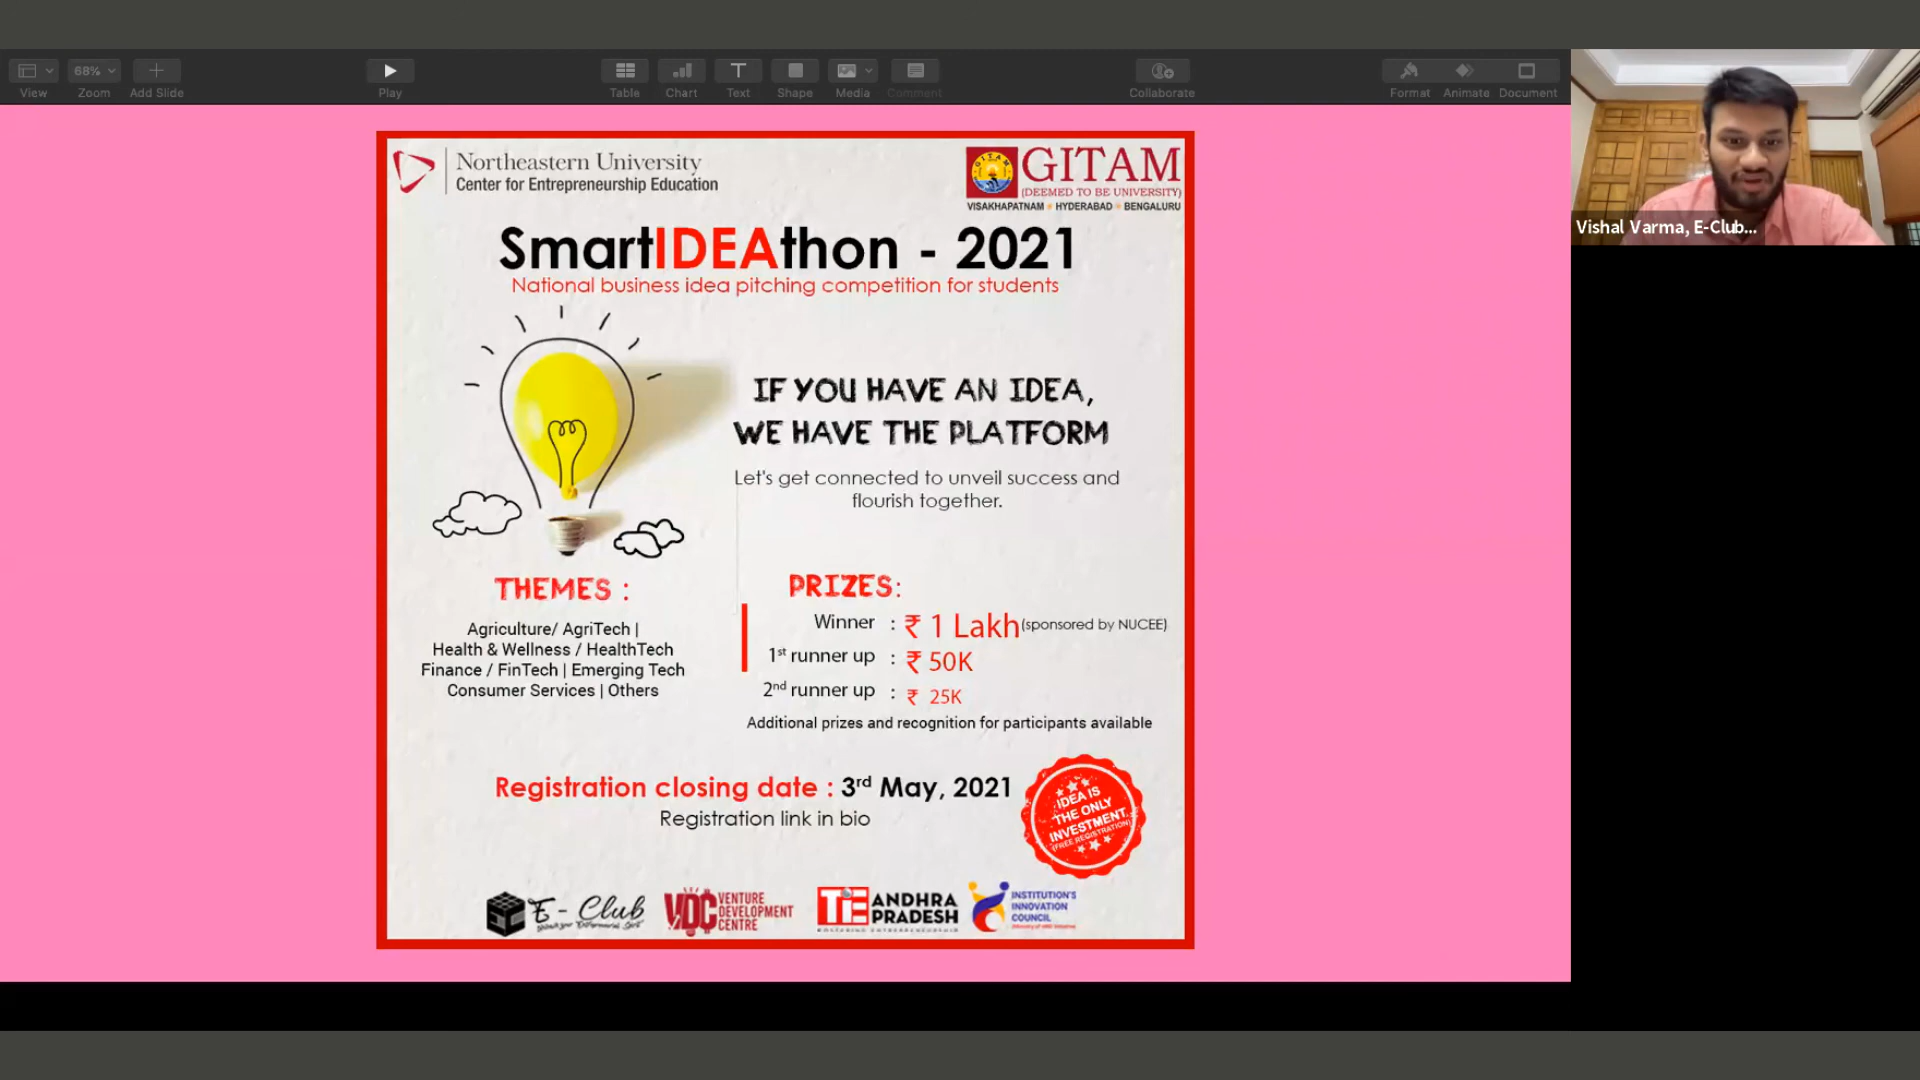 View
68%
Zoom
Add Slide
Play
Table
Chart
Text
Shape
Media
Comment
Collaborate
Format
Animate
Document
Vishal Varma, E-Club...
Northeastern University
Center for Entrepreneurship Education
GITAM
(DEEMED TO BE UNIVERSITY)
VISAKHAPATNAM HYDERABAD BENGALURU
SmartIDEAthon - 2021
National business idea pitching competition for students
IF YOU HAVE AN IDEA,
WE HAVE THE PLATFORM
Let's get connected to unveil success and
flourish together.
THEMES :
Agriculture/ AgriTech |
Health & Wellness / HealthTech
Finance / FinTech | Emerging Tech
Consumer Services | Others
PRIZES:
Winner : ₹ 1 Lakh (sponsored by NUCEE)
1st runner up : ₹ 50K
2nd runner up : ₹ 25K
Additional prizes and recognition for participants available
Registration closing date : 3rd May, 2021
Registration link in bio
IDEA IS
THE ONLY
INVESTMENT
(FREE REGISTRATION)
E - Club
VDC VENTURE
DEVELOPMENT
CENTRE
TiE ANDHRA
PRADESH
FOSTERING ENTREPRENEURSHIP
INSTITUTION'S
INNOVATION
COUNCIL